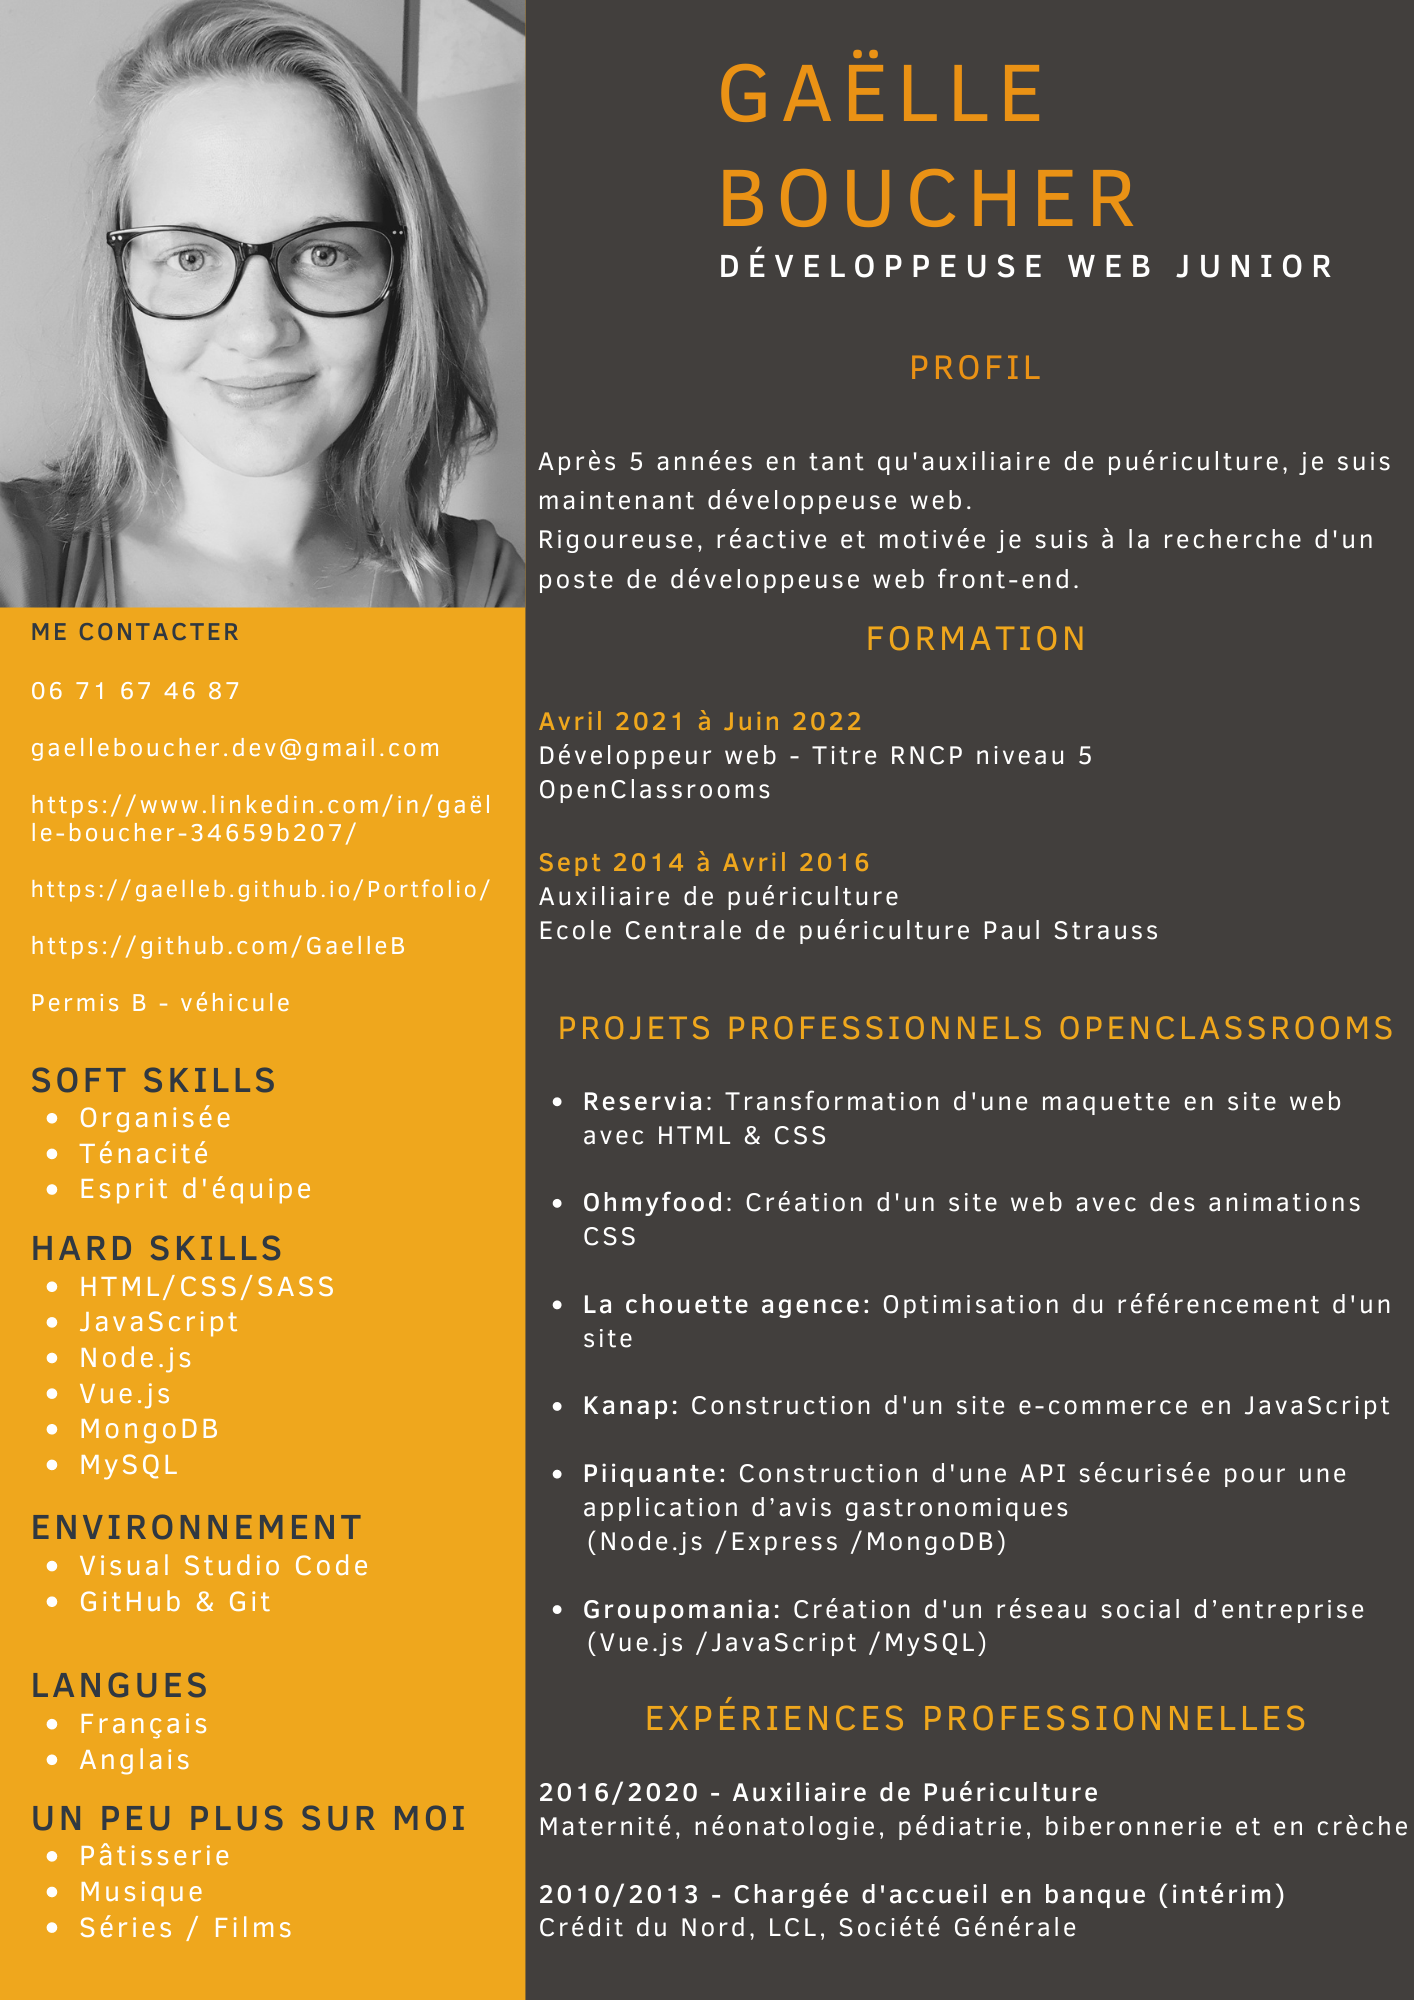 GAËLLE
BOUCHER
DÉVELOPPEUSE WEB JUNIOR
PROFIL
Après 5 années en tant qu'auxiliaire de puériculture, je suis
maintenant développeuse web.
Rigoureuse, réactive et motivée je suis à la recherche d'un
poste de développeuse web front-end.
FORMATION
Avril 2021 à Juin 2022
Développeur web - Titre RNCP niveau 5
OpenClassrooms
Sept 2014 à Avril 2016
Auxiliaire de puériculture
Ecole Centrale de puériculture Paul Strauss
PROJETS PROFESSIONNELS OPENCLASSROOMS
• Reservia: Transformation d'une maquette en site web
avec HTML & CSS
• Ohmyfood: Création d'un site web avec des animations
CSS
• La chouette agence: Optimisation du référencement d'un
site
• Kanap: Construction d'un site e-commerce en JavaScript
• Piiquante: Construction d'une API sécurisée pour une
application d’avis gastronomiques
(Node.js /Express /MongoDB)
• Groupomania: Création d'un réseau social d’entreprise
(Vue.js /JavaScript /MySQL)
EXPÉRIENCES PROFESSIONNELLES
2016/2020 - Auxiliaire de Puériculture
Maternité, néonatologie, pédiatrie, biberonnerie et en crèche
2010/2013 - Chargée d'accueil en banque (intérim)
Crédit du Nord, LCL, Société Générale
ME CONTACTER
06 71 67 46 87
gaelleboucher.dev@gmail.com
https://www.linkedin.com/in/gaël
le-boucher-34659b207/
https://gaelleb.github.io/Portfolio/
https://github.com/GaelleB
Permis B - véhicule
SOFT SKILLS
• Organisée
• Ténacité
• Esprit d'équipe
HARD SKILLS
• HTML/CSS/SASS
• JavaScript
• Node.js
• Vue.js
• MongoDB
• MySQL
ENVIRONNEMENT
• Visual Studio Code
• GitHub & Git
LANGUES
• Français
• Anglais
UN PEU PLUS SUR MOI
• Pâtisserie
• Musique
• Séries / Films